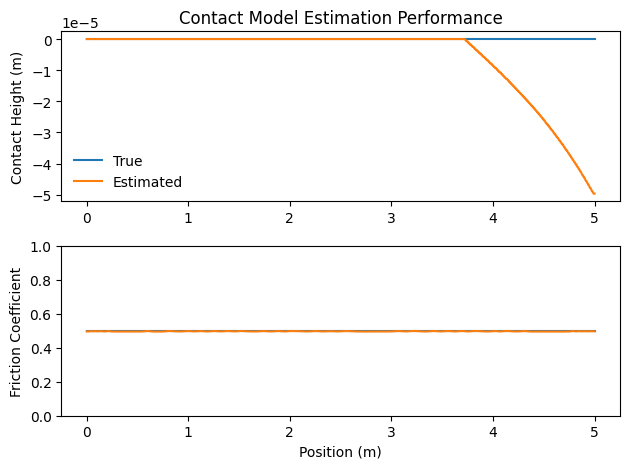 Contact Model Estimation Performance
1e−5
0
−1
−2
−3
−4
−5
Contact Height (m)
True
Estimated
0 1 2 3 4 5
1.0
0.8
0.6
0.4
0.2
0.0
Friction Coefficient
0 1 2 3 4 5
Position (m)